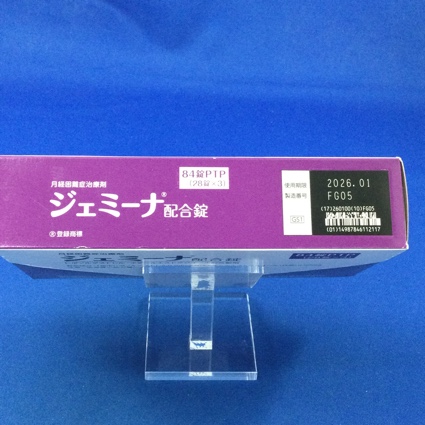 月経困難症治療剤
ジェミーナ®配合錠
®登録商標
84錠PTP
(28錠×3)
使用期限
製造番号
2026.01
FG05
(17)260100(10)FG05
(01)14987846112117
ジェミーナ 配合錠